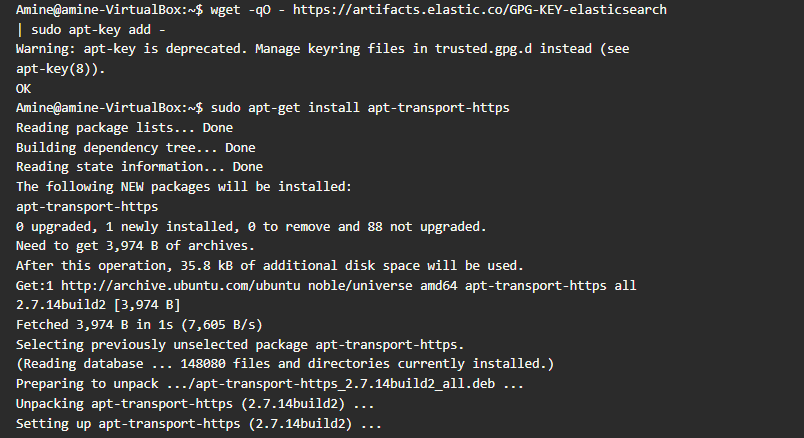 Amine@amine-VirtualBox:~$ wget -qO - https://artifacts.elastic.co/GPG-KEY-elasticsearch
| sudo apt-key add -
Warning: apt-key is deprecated. Manage keyring files in trusted.gpg.d instead (see
apt-key(8)).
OK
Amine@amine-VirtualBox:~$ sudo apt-get install apt-transport-https
Reading package lists... Done
Building dependency tree... Done
Reading state information... Done
The following NEW packages will be installed:
apt-transport-https
0 upgraded, 1 newly installed, 0 to remove and 88 not upgraded.
Need to get 3,974 B of archives.
After this operation, 35.8 kB of additional disk space will be used.
Get:1 http://archive.ubuntu.com/ubuntu noble/universe amd64 apt-transport-https all
2.7.14build2 [3,974 B]
Fetched 3,974 B in 1s (7,605 B/s)
Selecting previously unselected package apt-transport-https.
(Reading database ... 148080 files and directories currently installed.)
Preparing to unpack .../apt-transport-https_2.7.14build2_all.deb ...
Unpacking apt-transport-https (2.7.14build2) ...
Setting up apt-transport-https (2.7.14build2) ...